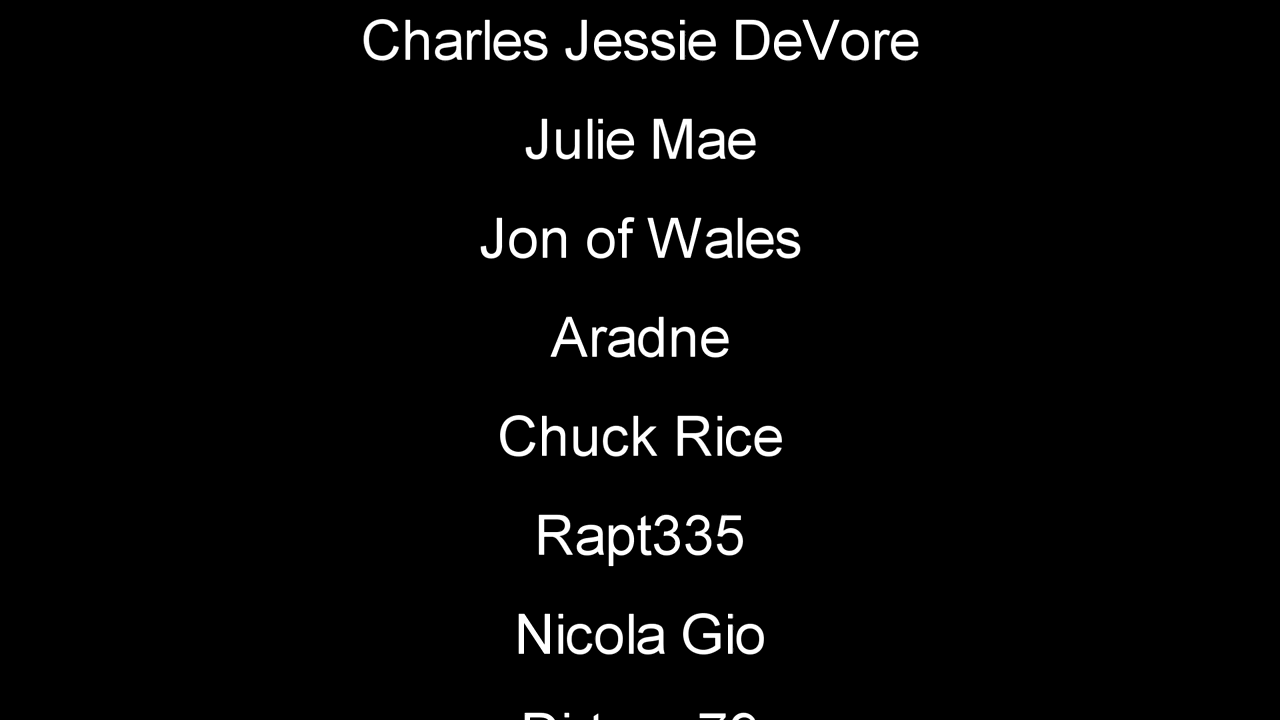 Charles Jessie DeVore
Julie Mae
Jon of Wales
Aradne
Chuck Rice
Rapt335
Nicola Gio